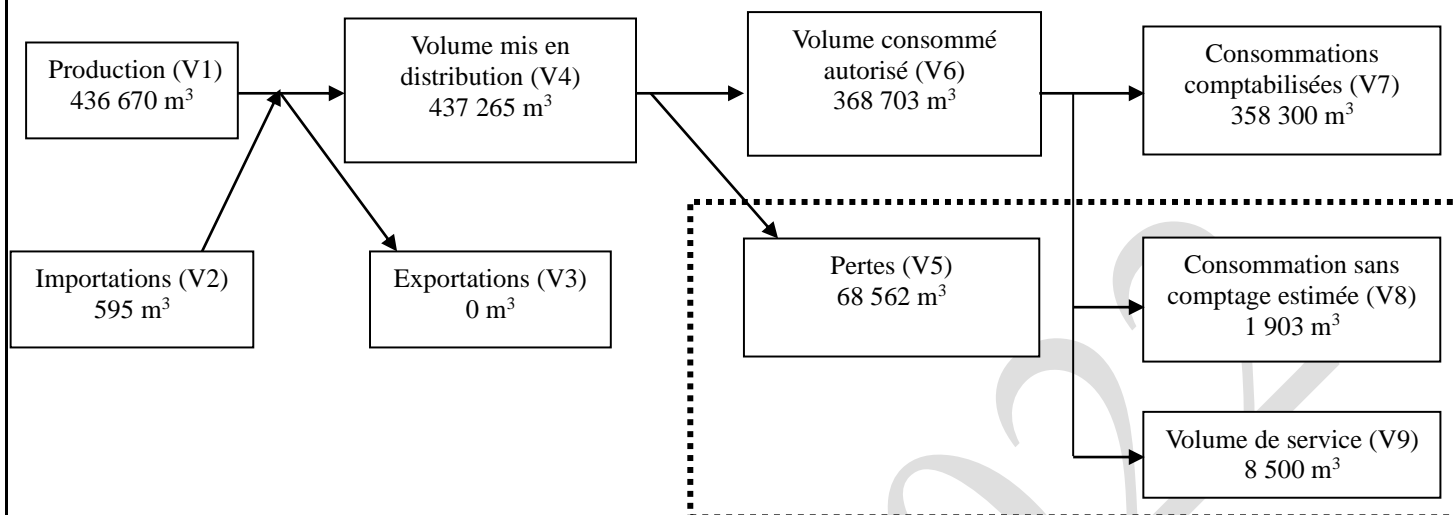 Production (V1)
436 670 m³
Volume mis en
distribution (V4)
437 265 m³
Volume consommé
autorisé (V6)
368 703 m³
Consommations
comptabilisées (V7)
358 300 m³
Importations (V2)
595 m³
Exportations (V3)
0 m³
Pertes (V5)
68 562 m³
Consommation sans
comptage estimée (V8)
1 903 m³
Volume de service (V9)
8 500 m³